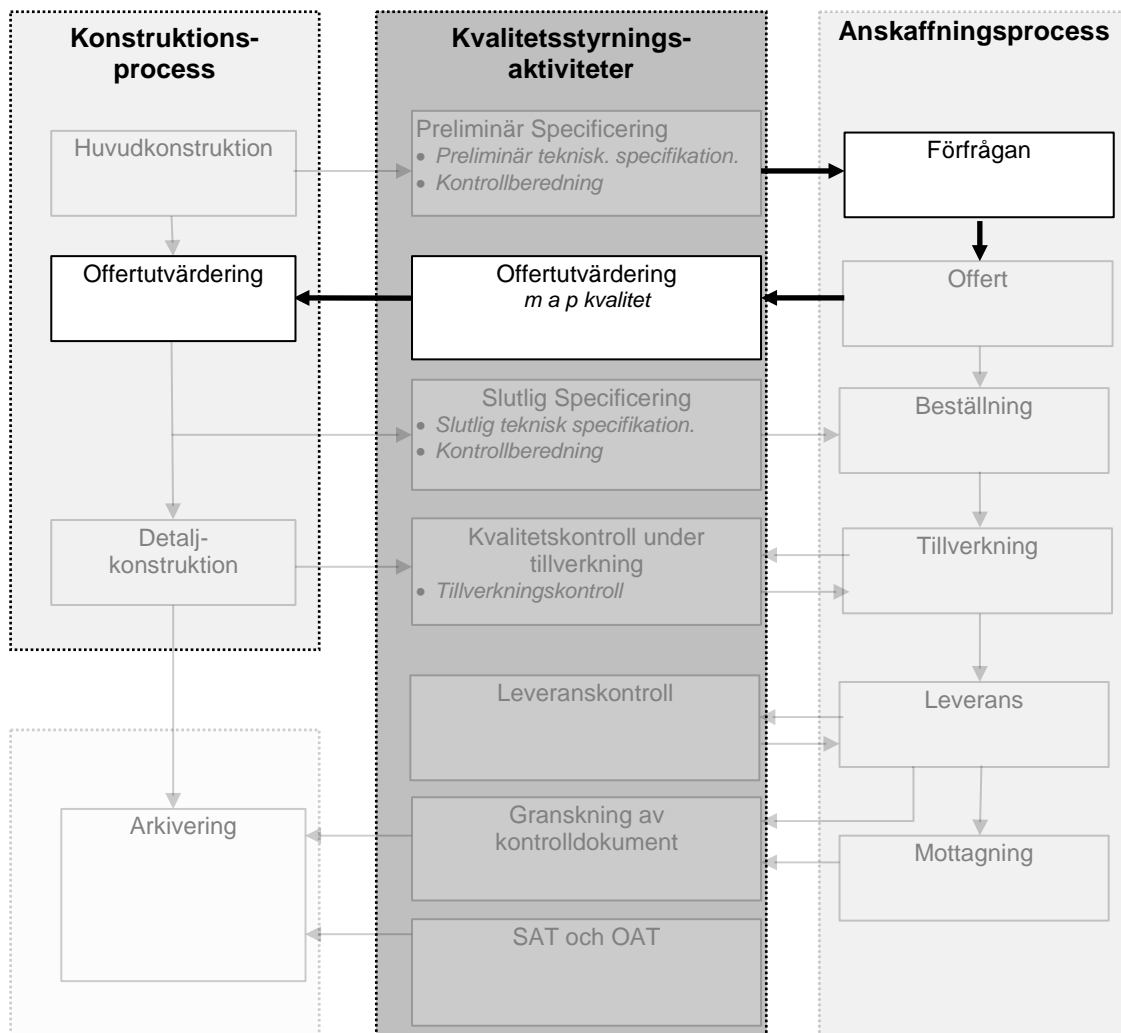 Konstruktions-
process
Huvudkonstruktion
Offertutvärdering
Detalj-
konstruktion
Arkivering
Kvalitetsstyrnings-
aktiviteter
Preliminär Specificering
• Preliminär teknisk. specifikation.
• Kontrollberedning
Offertutvärdering
m a p kvalitet
Slutlig Specificering
• Slutlig teknisk specifikation.
• Kontrollberedning
Kvalitetskontroll under
tillverkning
• Tillverkningskontroll
Leveranskontroll
Granskning av
kontrolldokument
SAT och OAT
Anskaffningsprocess
Förfrågan
Offert
Beställning
Tillverkning
Leverans
Mottagning